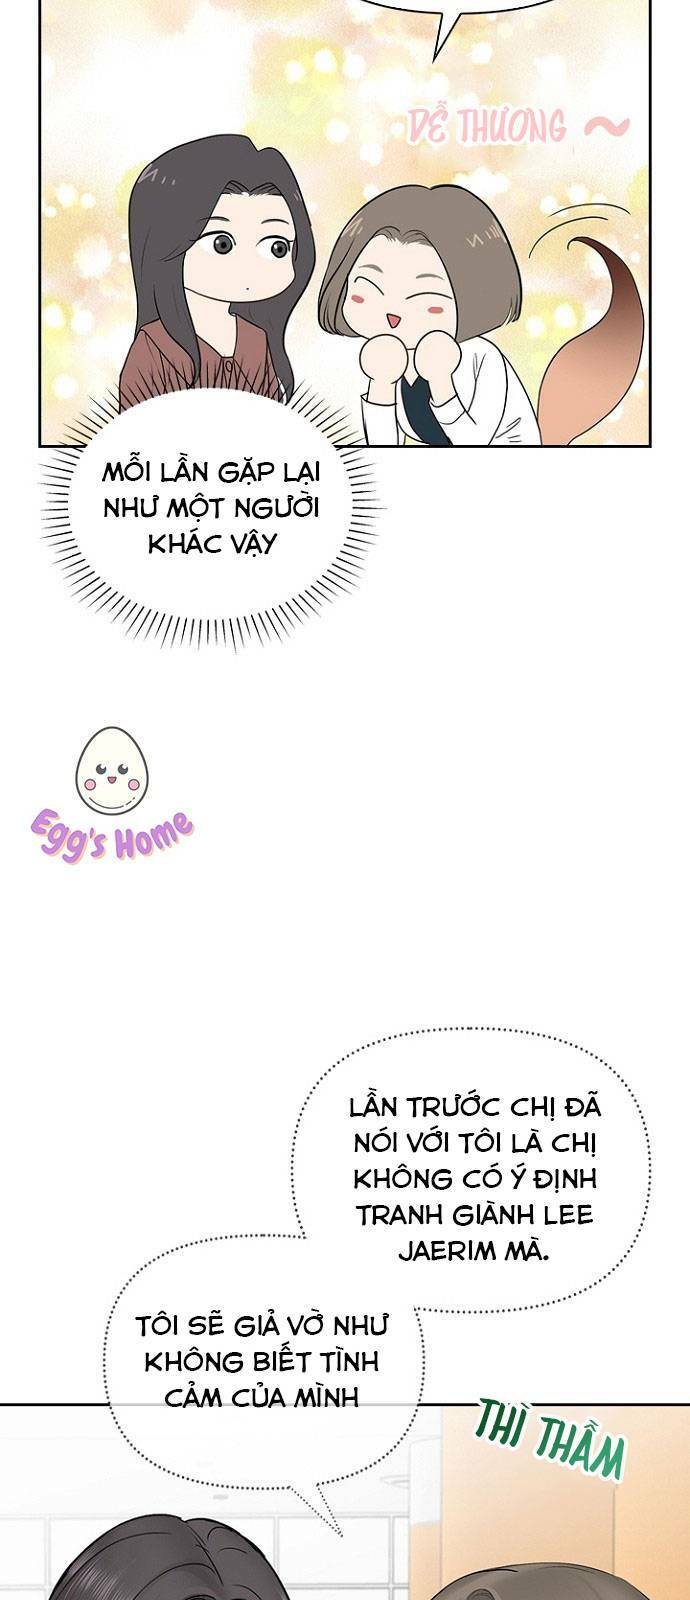 DỄ THƯƠNG ~
MỖI LẦN GẶP LẠI
NHƯ MỘT NGƯỜI
KHÁC VẬY
Egg's Home
LẦN TRƯỚC CHỊ ĐÃ
NÓI VỚI TÔI LÀ CHỊ
KHÔNG CÓ Ý ĐỊNH
TRANH GIÀNH LEE
JAERIM MÀ.
TÔI SẼ GIẢ VỜ NHƯ
KHÔNG BIẾT TÌNH
CẢM CỦA MÌNH
THÌ THẦM